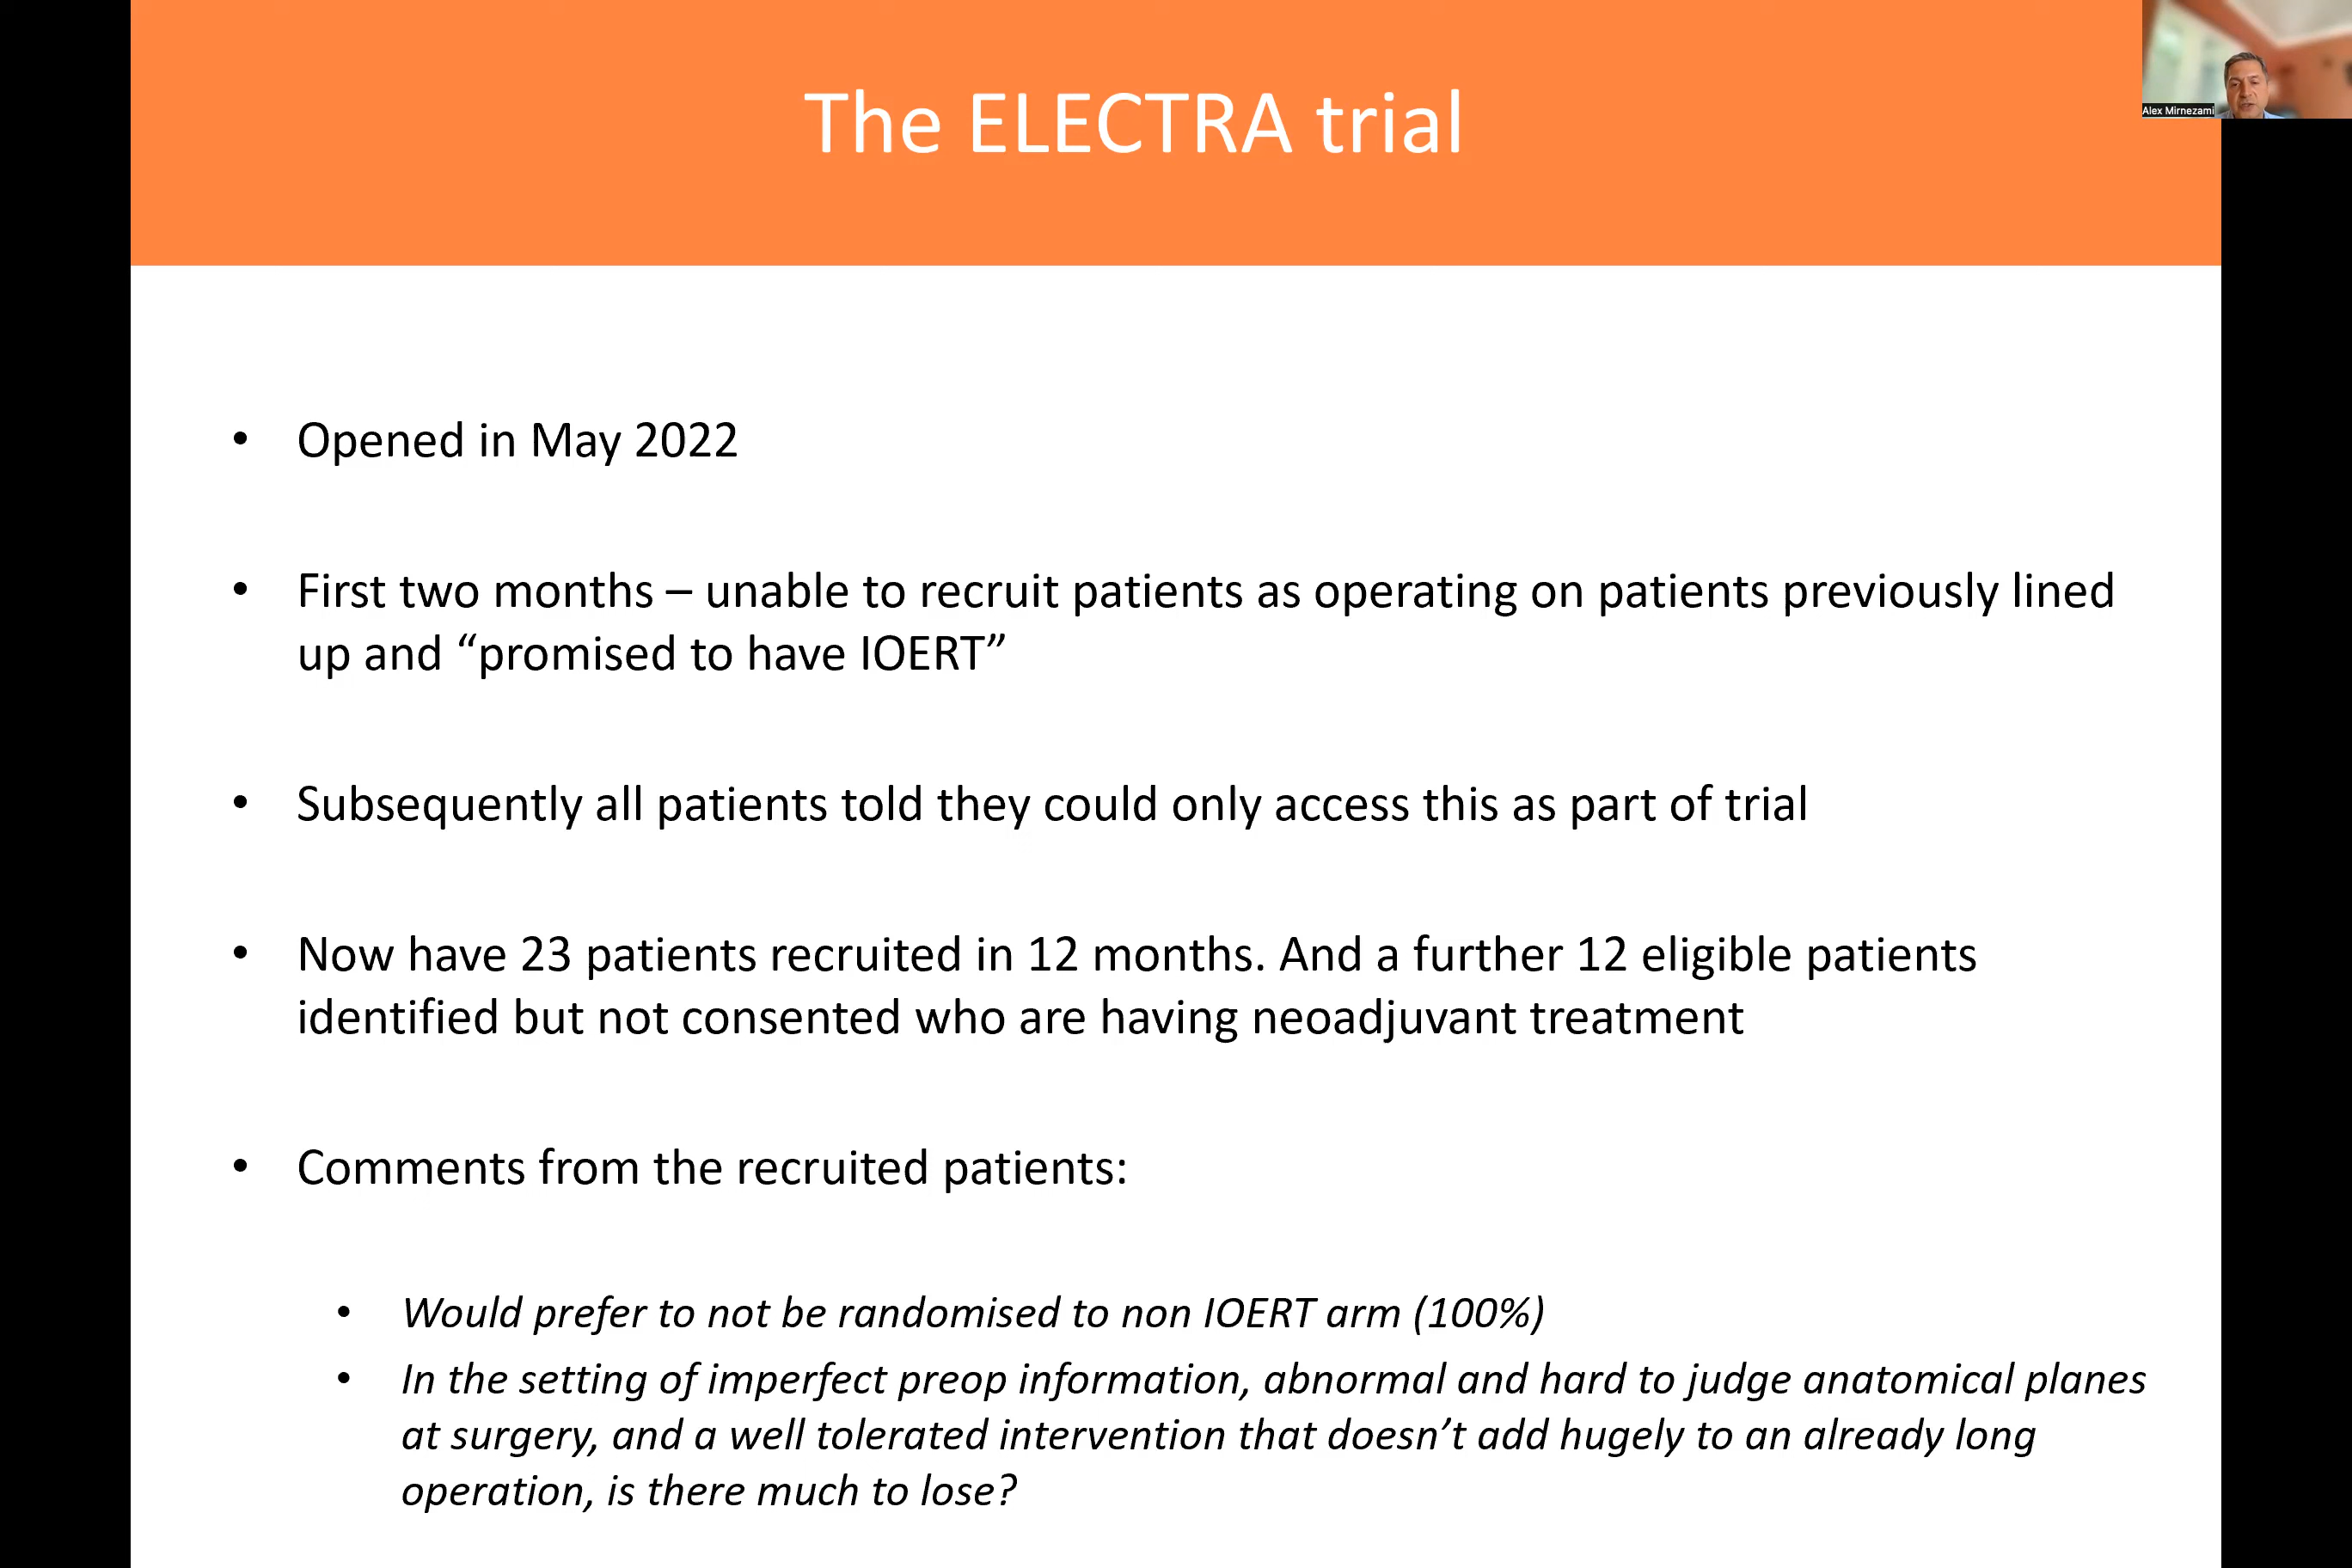 The ELECTRA trial
Alex Mirnezami
• Opened in May 2022
• First two months – unable to recruit patients as operating on patients previously lined
up and “promised to have IOERT”
• Subsequently all patients told they could only access this as part of trial
• Now have 23 patients recruited in 12 months. And a further 12 eligible patients
identified but not consented who are having neoadjuvant treatment
• Comments from the recruited patients:
• Would prefer to not be randomised to non IOERT arm (100%)
• In the setting of imperfect preop information, abnormal and hard to judge anatomical planes
at surgery, and a well tolerated intervention that doesn’t add hugely to an already long
operation, is there much to lose?